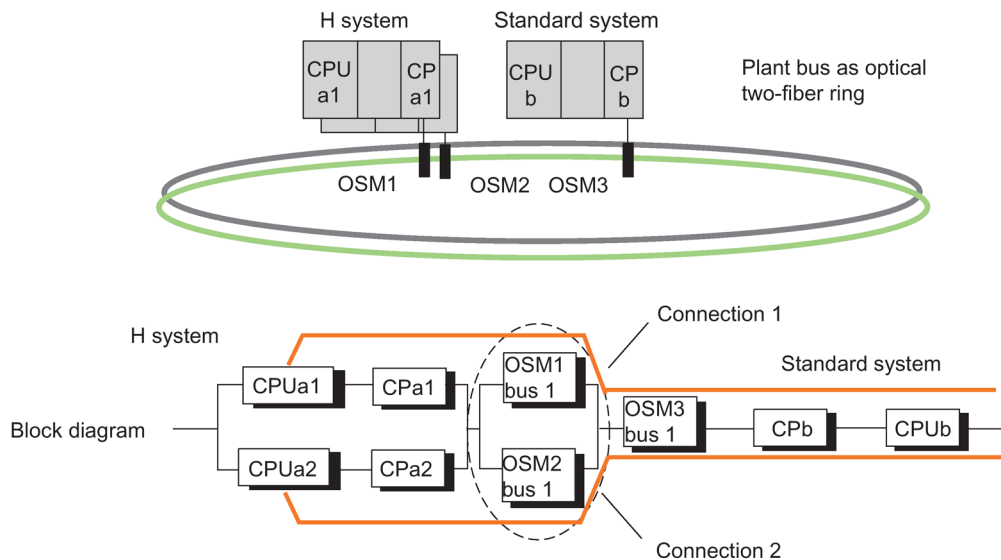 H system
Standard system
CPU
a1
CP
a1
CPU
b
CP
b
Plant bus as optical
two-fiber ring
OSM1
OSM2
OSM3
Connection 1
H system
Standard system
CPUa1
CPa1
OSM1
bus 1
OSM3
bus 1
CPb
CPUb
Block diagram
CPUa2
CPa2
OSM2
bus 1
Connection 2